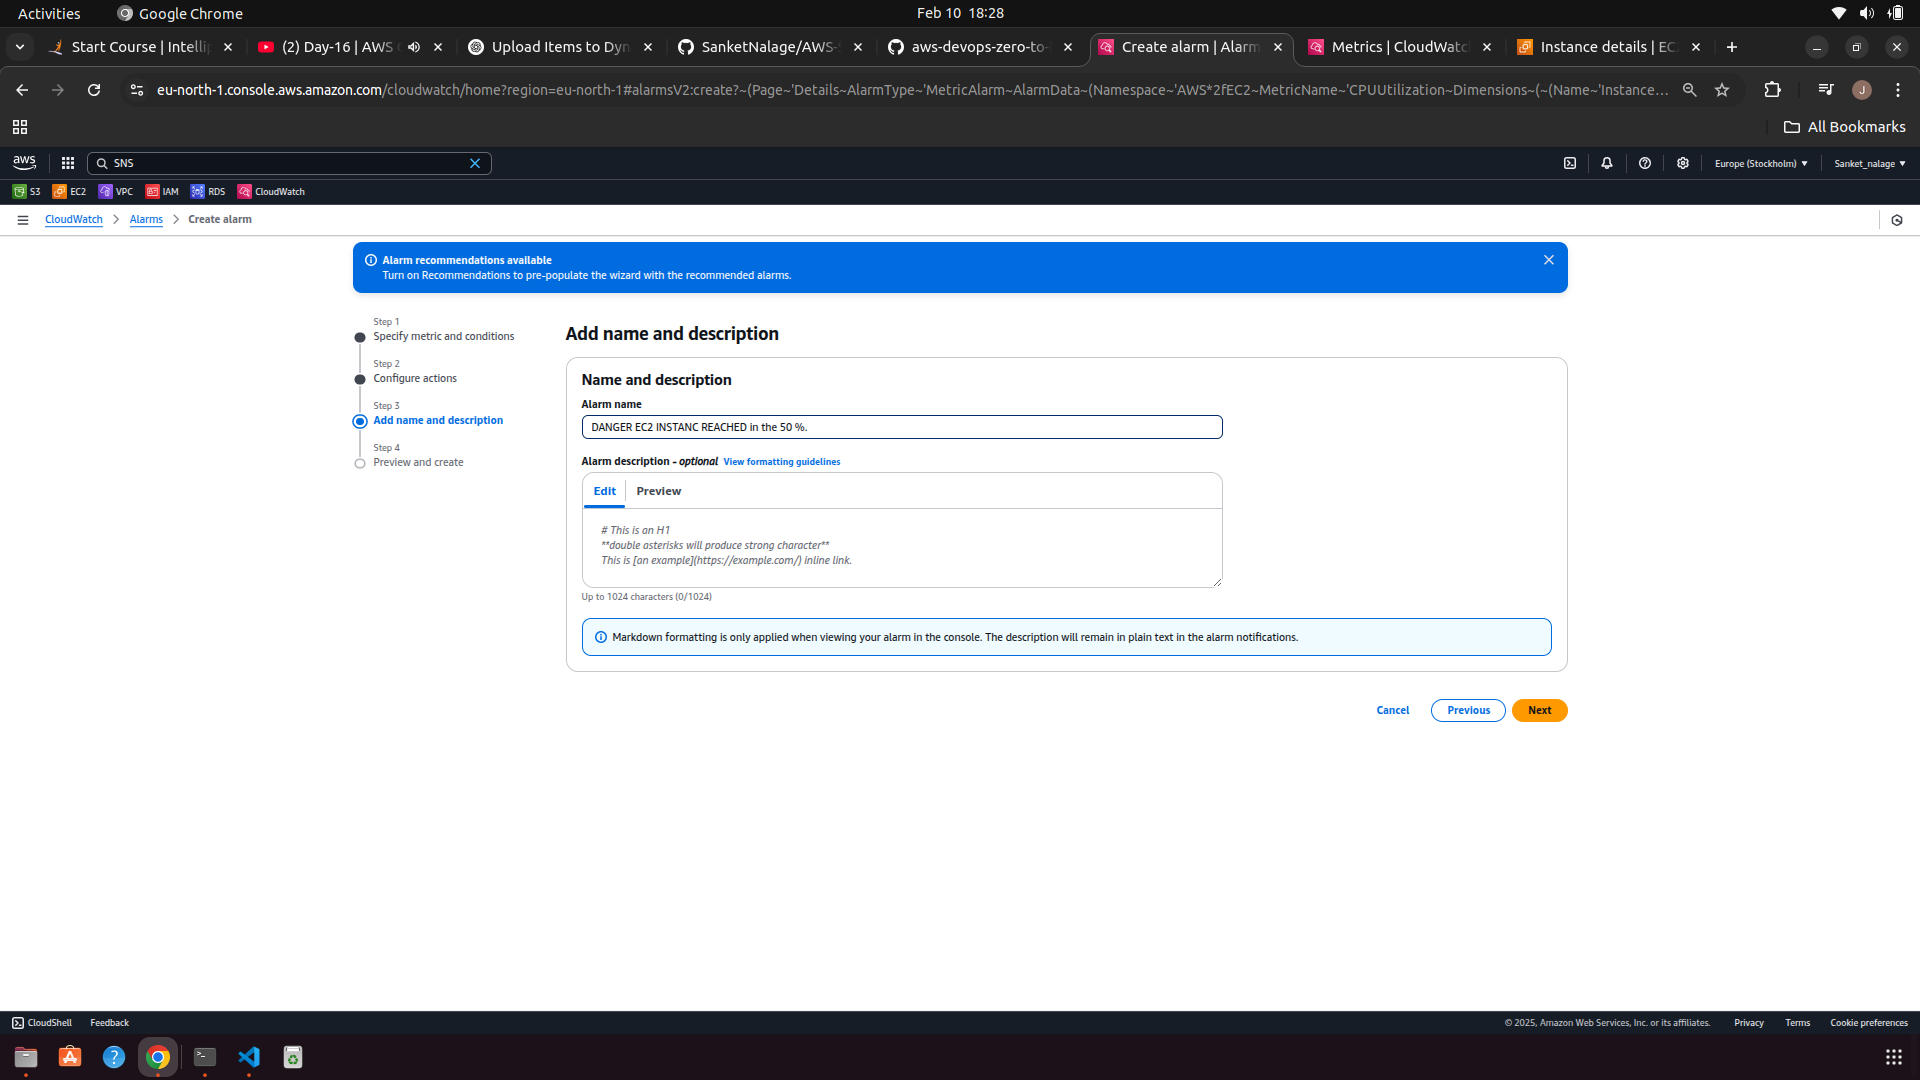 Activities
Google Chrome
Feb 10 18:28
Start Course | Intelli
(2) Day-16 | AWS
Upload Items to Dyn
SanketNalage/AWS-
aws-devops-zero-to-
Create alarm | Alarm
Metrics | CloudWatc
Instance details | EC
eu-north-1.console.aws.amazon.com/cloudwatch/home?region=eu-north-1#alarmsV2:create?~(Page~'Details~AlarmType~'MetricAlarm~AlarmData~(Namespace~'AWS*2fEC2~MetricName~'CPUUtilization~Dimensions~(~(Name~'Instance...
J
All Bookmarks
aws
SNS
Europe (Stockholm)
Sanket_nalage
S3
EC2
VPC
IAM
RDS
CloudWatch
CloudWatch
Alarms
Create alarm
Alarm recommendations available
Turn on Recommendations to pre-populate the wizard with the recommended alarms.
Step 1
Specify metric and conditions
Step 2
Configure actions
Step 3
Add name and description
Step 4
Preview and create
Add name and description
Name and description
Alarm name
DANGER EC2 INSTANC REACHED in the 50 %.
Alarm description - optional View formatting guidelines
Edit
Preview
# This is an H1
**double asterisks will produce strong character**
This is [an example](https://example.com/) inline link.
Up to 1024 characters (0/1024)
Markdown formatting is only applied when viewing your alarm in the console. The description will remain in plain text in the alarm notifications.
Cancel
Previous
Next
CloudShell
Feedback
© 2025, Amazon Web Services, Inc. or its affiliates.
Privacy
Terms
Cookie preferences